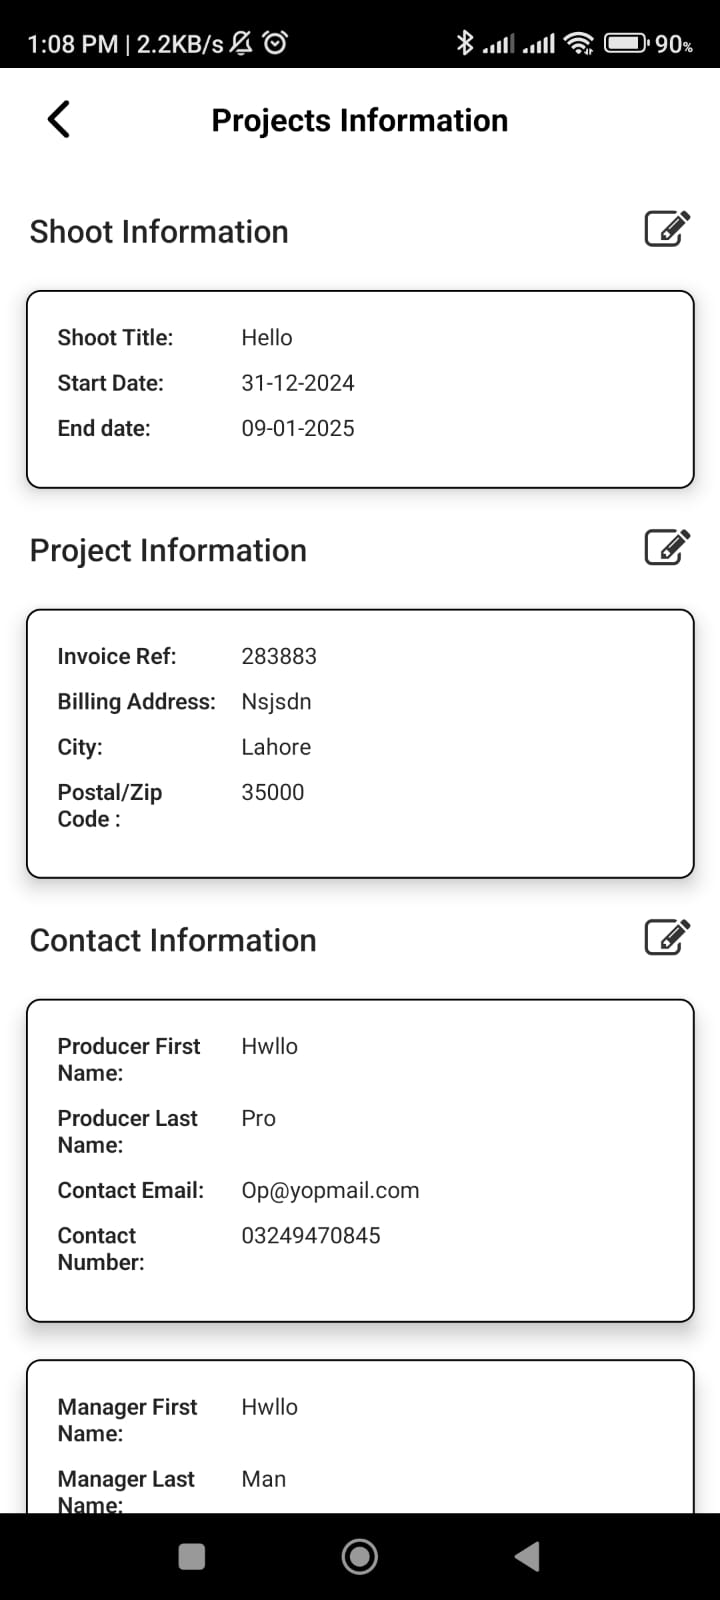 1:08 PM | 2.2KB/s 90%
Projects Information
Shoot Information
Shoot Title: Hello
Start Date: 31-12-2024
End date: 09-01-2025
Project Information
Invoice Ref: 283883
Billing Address: Nsjsdn
City: Lahore
Postal/Zip 35000
Code :
Contact Information
Producer First Hwllo
Name:
Producer Last Pro
Name:
Contact Email: Op@yopmail.com
Contact 03249470845
Number:
Manager First Hwllo
Name:
Manager Last Man
Name: